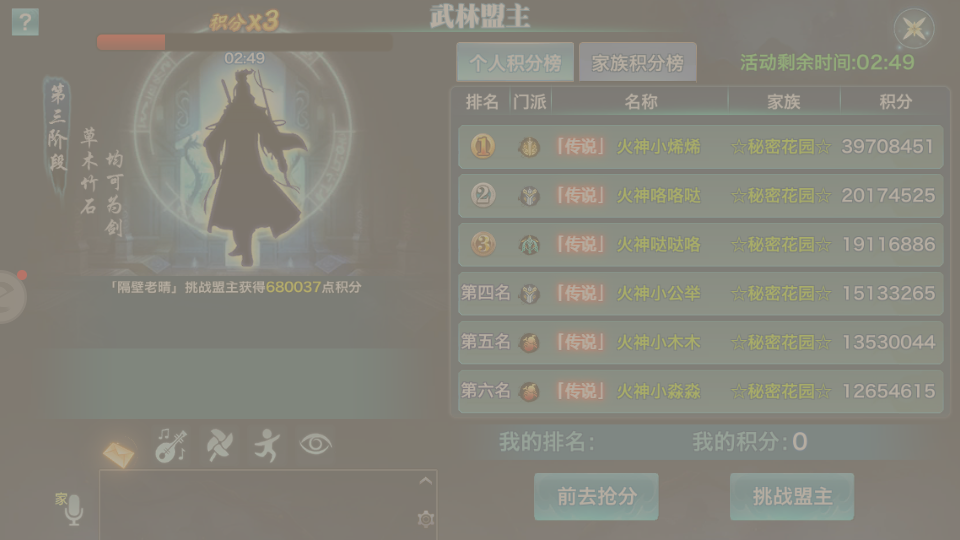 ?
积分X3
武林盟主
02:49
第三阶段
草木竹石
均可为剑
「隔壁老晴」挑战盟主获得680037点积分
个人积分榜
家族积分榜
活动剩余时间:02:49
排名 门派 名称 家族 积分
1 「传说」 火神小烯烯 ☆秘密花园☆ 39708451
2 「传说」 火神咯咯哒 ☆秘密花园☆ 20174525
3 「传说」 火神哒哒咯 ☆秘密花园☆ 19116886
第四名 「传说」 火神小公举 ☆秘密花园☆ 15133265
第五名 「传说」 火神小木木 ☆秘密花园☆ 13530044
第六名 「传说」 火神小淼淼 ☆秘密花园☆ 12654615
我的排名: 我的积分:0
家
前去抢分
挑战盟主